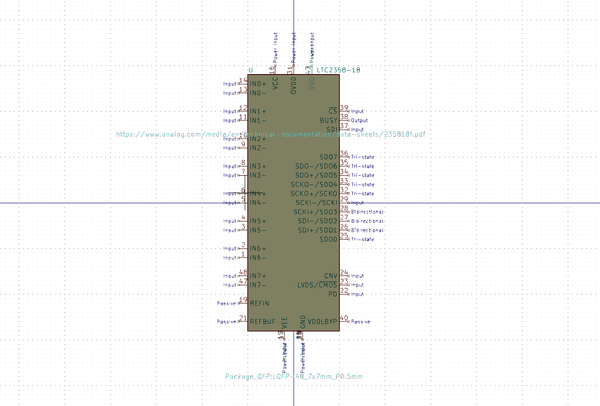 Power input
Power input
Power input
U
LTC2358-18
16
31
43
VCC
OVDD
VDD
Input 14 IN0+
Input 13 IN0-
Input 12 IN1+
Input 11 IN1-
https://www.analog.com/media/en/technical-documentation/data-sheets/235818f.pdf
Input 10 IN2+
Input 9 IN2-
Input 8 IN3+
Input 7 IN3-
Input 6 IN4+
Input 5 IN4-
Input 4 IN5+
Input 3 IN5-
Input 2 IN6+
Input 1 IN6-
Input 48 IN7+
Input 47 IN7-
Passive 19 REFIN
Passive 21 REFBUF
CS 39 Input
BUSY 38 Output
SDI 37 Input
SDO7 36 Tri-state
SDO-/SDO6 35 Tri-state
SDO+/SDO5 34 Tri-state
SCKO-/SDO4 33 Tri-state
SCKO+/SCKO 32 Tri-state
SCKI-/SCKI 29 Input
SCKI+/SDO3 28 Bidirectional
SDI-/SDO2 27 Bidirectional
SDI+/SDO1 26 Bidirectional
SDO0 25 Tri-state
CNV 24 Input
LVDS/CMOS 23 Input
PD 22 Input
VDDLBYP 40 Passive
VEE
GND
Power input
Power input
Package_QFP:LQFP-48_7x7mm_P0.5mm